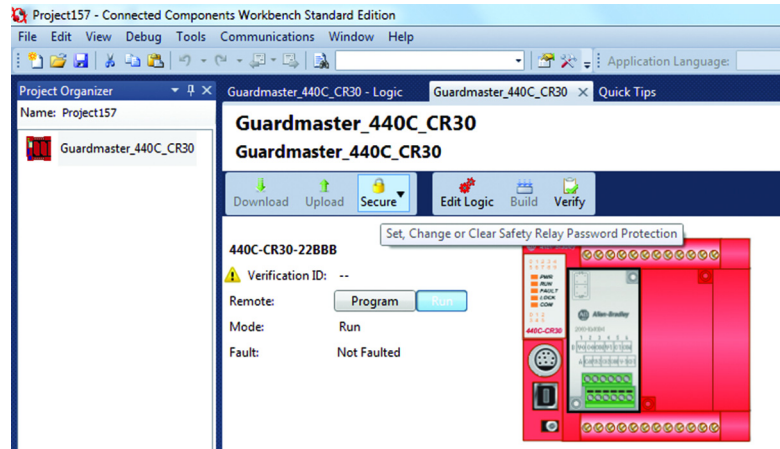 Project157 - Connected Components Workbench Standard Edition
File Edit View Debug Tools Communications Window Help
Application Language:
Project Organizer
Guardmaster_440C_CR30 - Logic Guardmaster_440C_CR30 Quick Tips
Name: Project157
Guardmaster_440C_CR30
Guardmaster_440C_CR30
Guardmaster_440C_CR30
Download Upload Secure Edit Logic Build Verify
Set, Change or Clear Safety Relay Password Protection
440C-CR30-22BBB
Verification ID: --
Remote: Program Run
Mode: Run
Fault: Not Faulted
PWR
RUN
FAULT
LOCK
COM
Allen-Bradley
440C-CR30